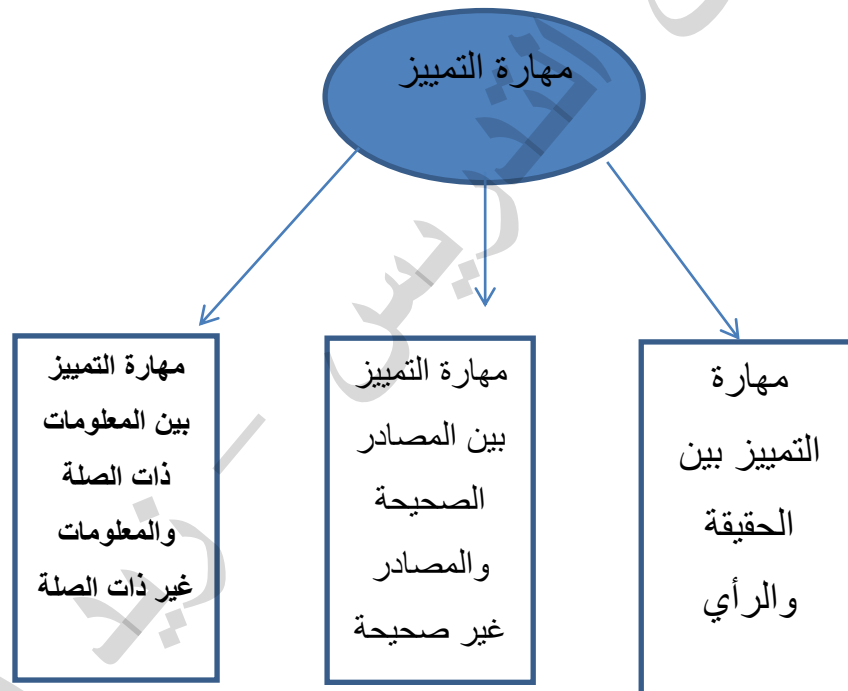 مهارة التمييز
مهارة
التمييز بين
الحقيقة
والرأي
مهارة التمييز
بين المصادر
الصحيحة
والمصادر
غير صحيحة
مهارة التمييز
بين المعلومات
ذات الصلة
والمعلومات
غير ذات الصلة